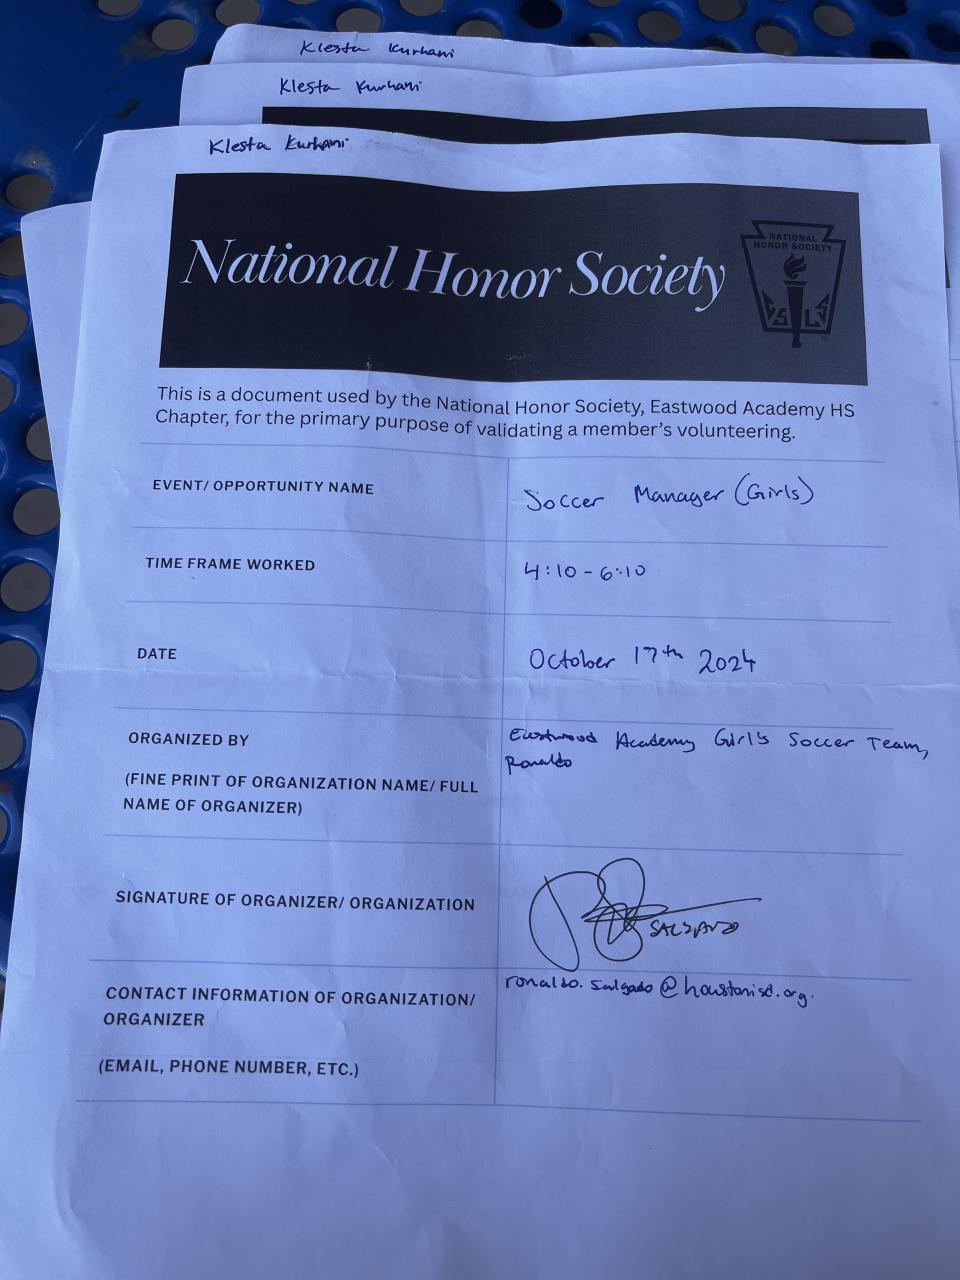 Klesta Kurhani
Klesta Kurhani
Klesta Kurhani
National Honor Society
NATIONAL
HONOR SOCIETY
S L S
This is a document used by the National Honor Society, Eastwood Academy HS
Chapter, for the primary purpose of validating a member's volunteering.
EVENT/ OPPORTUNITY NAME
Soccer Manager (Girls)
TIME FRAME WORKED
4:10 - 6:10
DATE
October 17th 2024
ORGANIZED BY
(FINE PRINT OF ORGANIZATION NAME/ FULL
NAME OF ORGANIZER)
Eastwood Academy Girl's Soccer Team,
Ronaldo
SIGNATURE OF ORGANIZER/ ORGANIZATION
CONTACT INFORMATION OF ORGANIZATION/
ORGANIZER
(EMAIL, PHONE NUMBER, ETC.)
ronaldo.salgado@houstonisd.org.